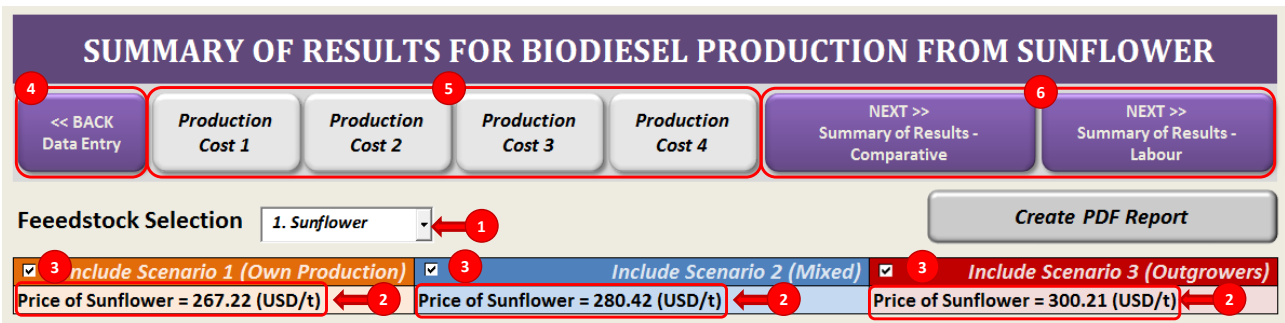 SUMMARY OF RESULTS FOR BIODIESEL PRODUCTION FROM SUNFLOWER
4
5
6
<< BACK
Data Entry
Production
Cost 1
Production
Cost 2
Production
Cost 3
Production
Cost 4
NEXT >>
Summary of Results -
Comparative
NEXT >>
Summary of Results -
Labour
Feeedstock Selection
1. Sunflower
1
Create PDF Report
3
Include Scenario 1 (Own Production)
3
Include Scenario 2 (Mixed)
3
Include Scenario 3 (Outgrowers)
Price of Sunflower = 267.22 (USD/t)
2
Price of Sunflower = 280.42 (USD/t)
2
Price of Sunflower = 300.21 (USD/t)
2